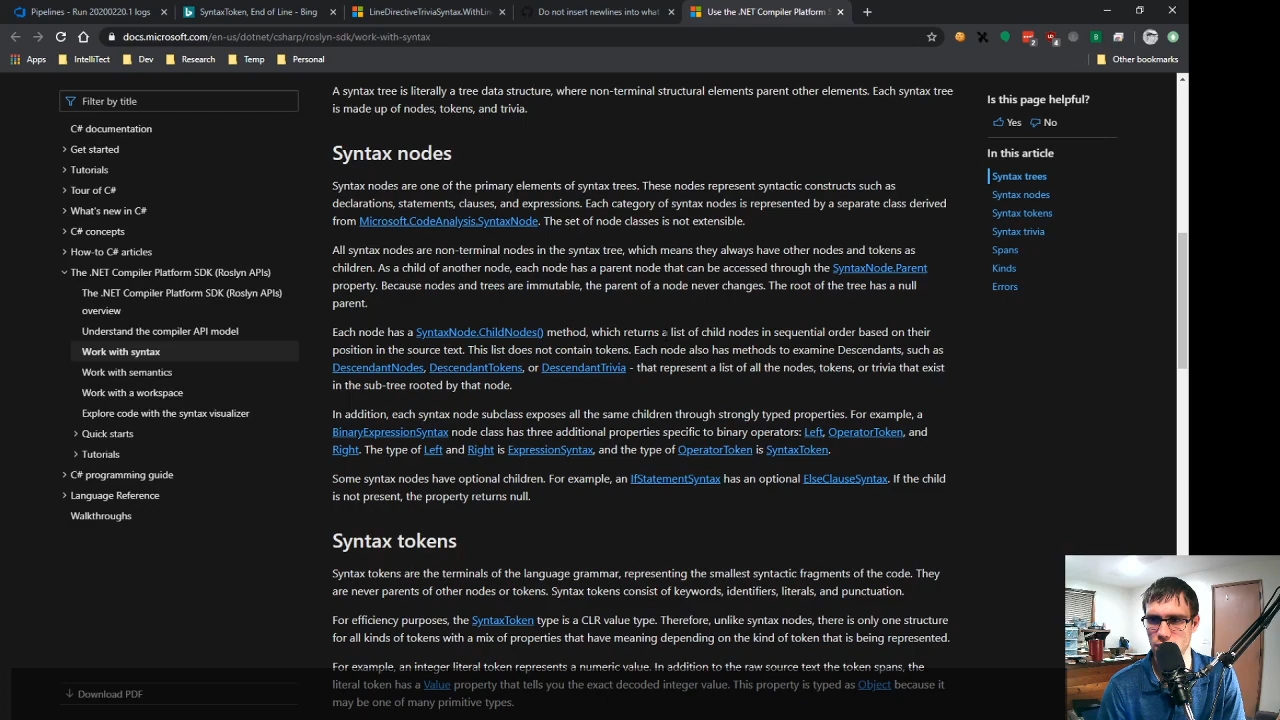 Pipelines - Run 20200220.1 logs
SyntaxToken, End of Line - Bing
LineDirectiveTriviaSyntax.WithLin
Do not insert newlines into what
Use the .NET Compiler Platform S
docs.microsoft.com/en-us/dotnet/csharp/roslyn-sdk/work-with-syntax
Apps
IntelliTect
Dev
Research
Temp
Personal
Other bookmarks
Filter by title
C# documentation
Get started
Tutorials
Tour of C#
What's new in C#
C# concepts
How-to C# articles
The .NET Compiler Platform SDK (Roslyn APIs)
The .NET Compiler Platform SDK (Roslyn APIs)
overview
Understand the compiler API model
Work with syntax
Work with semantics
Work with a workspace
Explore code with the syntax visualizer
Quick starts
Tutorials
C# programming guide
Language Reference
Walkthroughs
Download PDF
A syntax tree is literally a tree data structure, where non-terminal structural elements parent other elements. Each syntax tree
is made up of nodes, tokens, and trivia.
Syntax nodes
Syntax nodes are one of the primary elements of syntax trees. These nodes represent syntactic constructs such as
declarations, statements, clauses, and expressions. Each category of syntax nodes is represented by a separate class derived
from Microsoft.CodeAnalysis.SyntaxNode. The set of node classes is not extensible.
All syntax nodes are non-terminal nodes in the syntax tree, which means they always have other nodes and tokens as
children. As a child of another node, each node has a parent node that can be accessed through the SyntaxNode.Parent
property. Because nodes and trees are immutable, the parent of a node never changes. The root of the tree has a null
parent.
Each node has a SyntaxNode.ChildNodes() method, which returns a list of child nodes in sequential order based on their
position in the source text. This list does not contain tokens. Each node also has methods to examine Descendants, such as
DescendantNodes, DescendantTokens, or DescendantTrivia - that represent a list of all the nodes, tokens, or trivia that exist
in the sub-tree rooted by that node.
In addition, each syntax node subclass exposes all the same children through strongly typed properties. For example, a
BinaryExpressionSyntax node class has three additional properties specific to binary operators: Left, OperatorToken, and
Right. The type of Left and Right is ExpressionSyntax, and the type of OperatorToken is SyntaxToken.
Some syntax nodes have optional children. For example, an IfStatementSyntax has an optional ElseClauseSyntax. If the child
is not present, the property returns null.
Syntax tokens
Syntax tokens are the terminals of the language grammar, representing the smallest syntactic fragments of the code. They
are never parents of other nodes or tokens. Syntax tokens consist of keywords, identifiers, literals, and punctuation.
For efficiency purposes, the SyntaxToken type is a CLR value type. Therefore, unlike syntax nodes, there is only one structure
for all kinds of tokens with a mix of properties that have meaning depending on the kind of token that is being represented.
For example, an integer literal token represents a numeric value. In addition to the raw source text the token spans, the
literal token has a Value property that tells you the exact decoded integer value. This property is typed as Object because it
may be one of many primitive types.
Is this page helpful?
Yes No
In this article
Syntax trees
Syntax nodes
Syntax tokens
Syntax trivia
Spans
Kinds
Errors